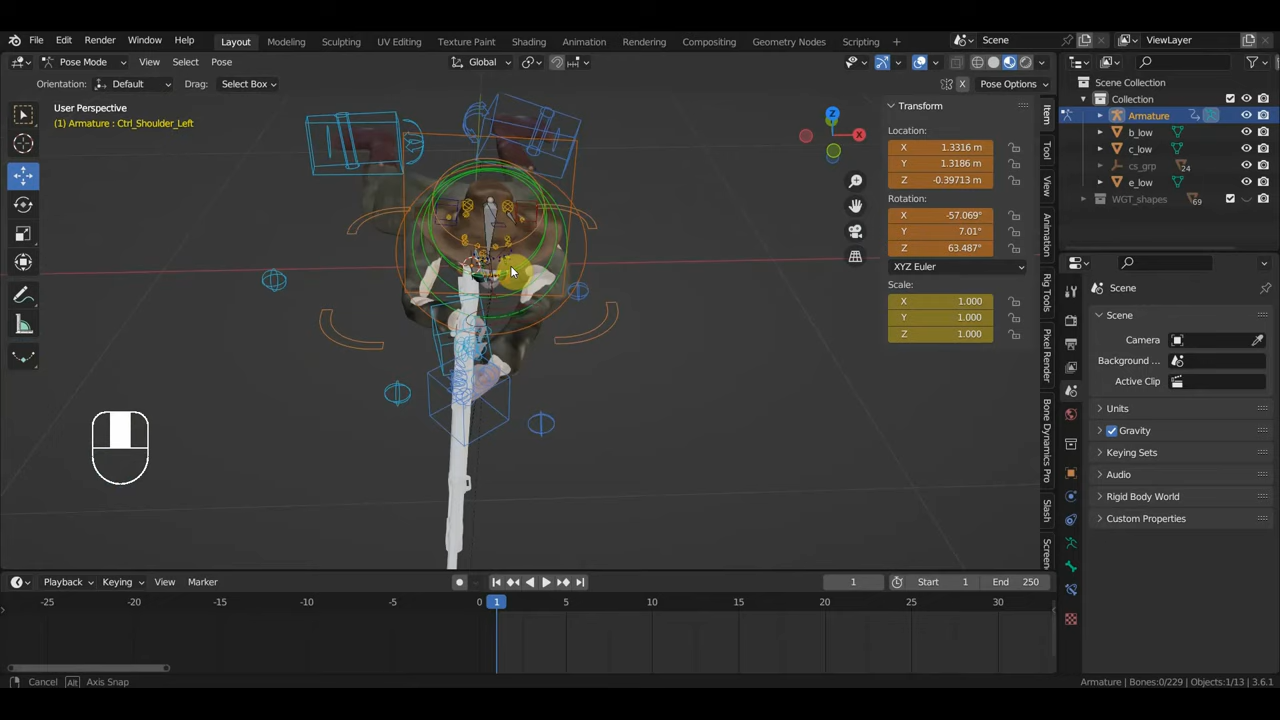 File Edit Render Window Help Layout Modeling Sculpting UV Editing Texture Paint Shading Animation Rendering Compositing Geometry Nodes Scripting + Scene ViewLayer
Pose Mode View Select Pose Global
Orientation: Default Drag: Select Box X Pose Options
Scene Collection
Collection
Armature
b_low
c_low
cs_grp 24
e_low
WGT_shapes 69
User Perspective
(1) Armature : Ctrl_Shoulder_Left
Z
X
Transform
Location:
X 1.3316 m
Y 1.3186 m
Z -0.39713 m
Rotation:
X -57.069°
Y 7.01°
Z 63.487°
XYZ Euler
Scale:
X 1.000
Y 1.000
Z 1.000
Item
Tool
View
Animation
Rig Tools
Pixel Render
Bone Dynamics Pro
Slash
Screen
Scene
Scene
Camera
Background ...
Active Clip
Units
Gravity
Keying Sets
Audio
Rigid Body World
Custom Properties
Playback Keying View Marker 1 Start 1 End 250
-25 -20 -15 -10 -5 0 1 5 10 15 20 25 30
Cancel Alt Axis Snap Armature | Bones:0/229 | Objects:1/13 | 3.6.1